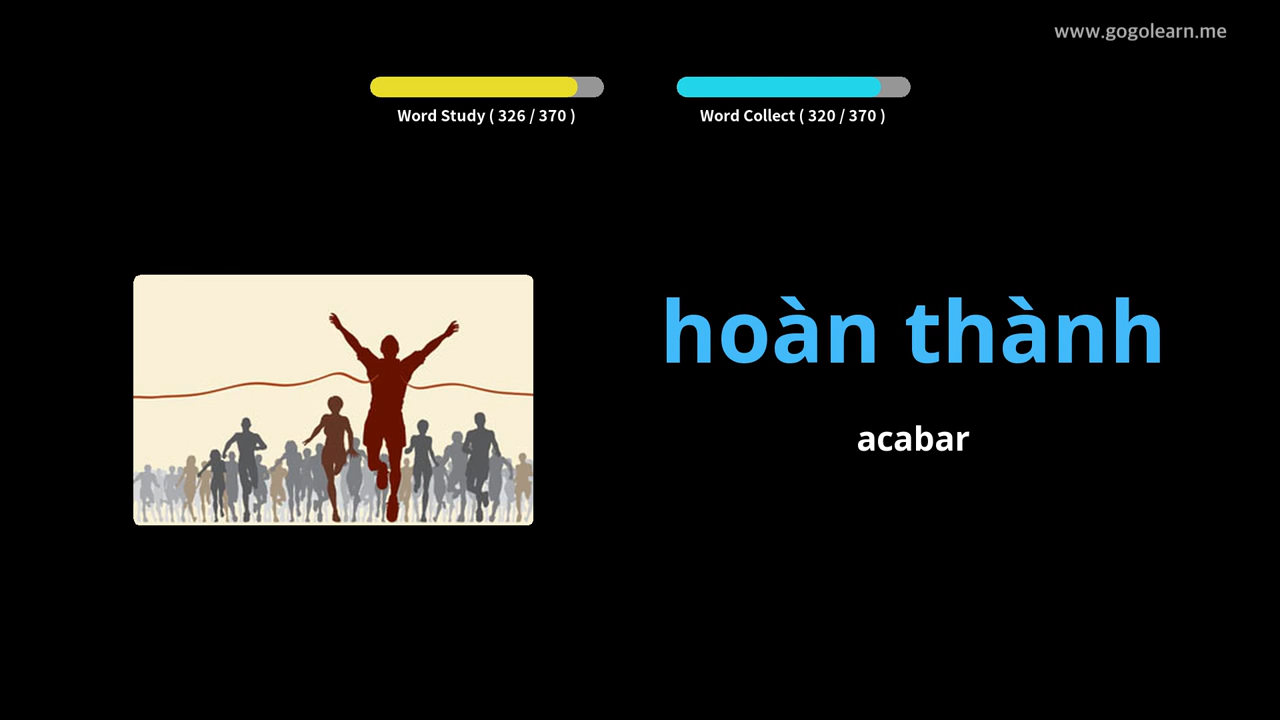 www.gogolearn.me
Word Study ( 326 / 370 )
Word Collect ( 320 / 370 )
hoàn thành
acabar